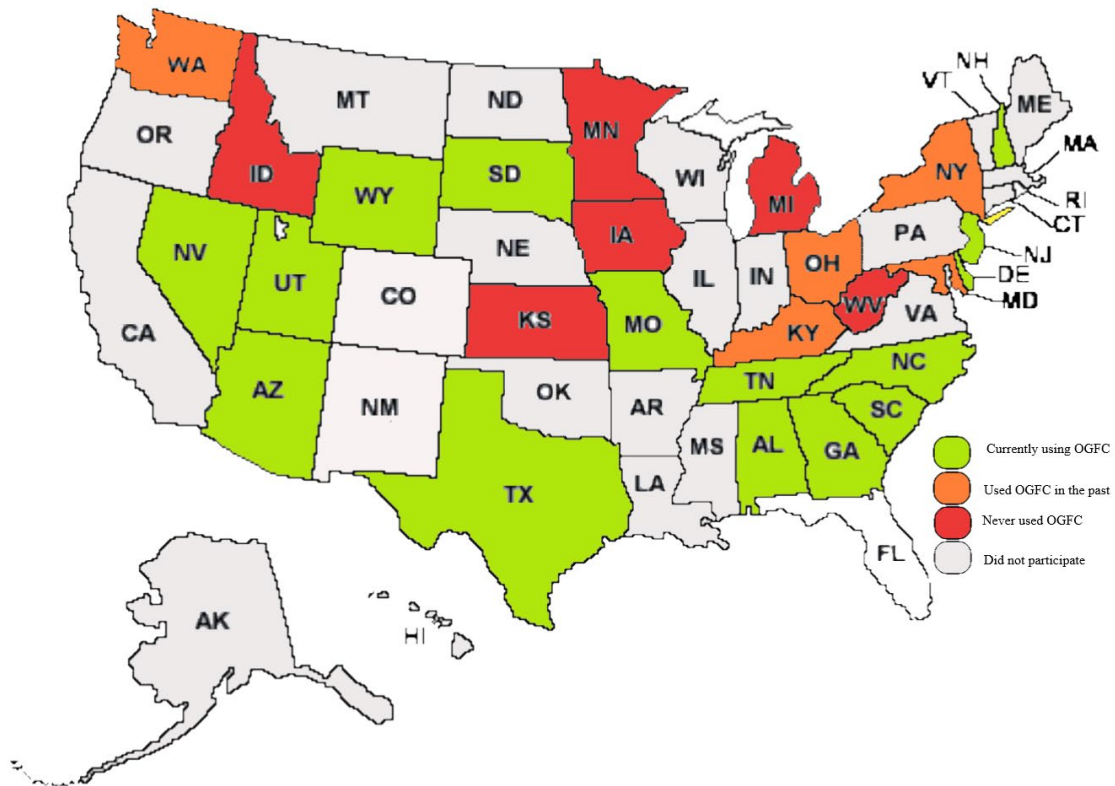 NH
VT
ME
WA
MT
ND
MN
OR
MA
ID
SD
WI
NY
WY
MI
RI
CT
IA
PA
NE
NV
NJ
OH
IN
IL
UT
DE
CO
WV
MD
VA
KS
MO
KY
CA
NC
TN
AZ
OK
NM
AR
SC
MS
AL
GA
Currently using OGFC
LA
TX
Used OGFC in the past
Never used OGFC
FL
Did not participate
AK
HI